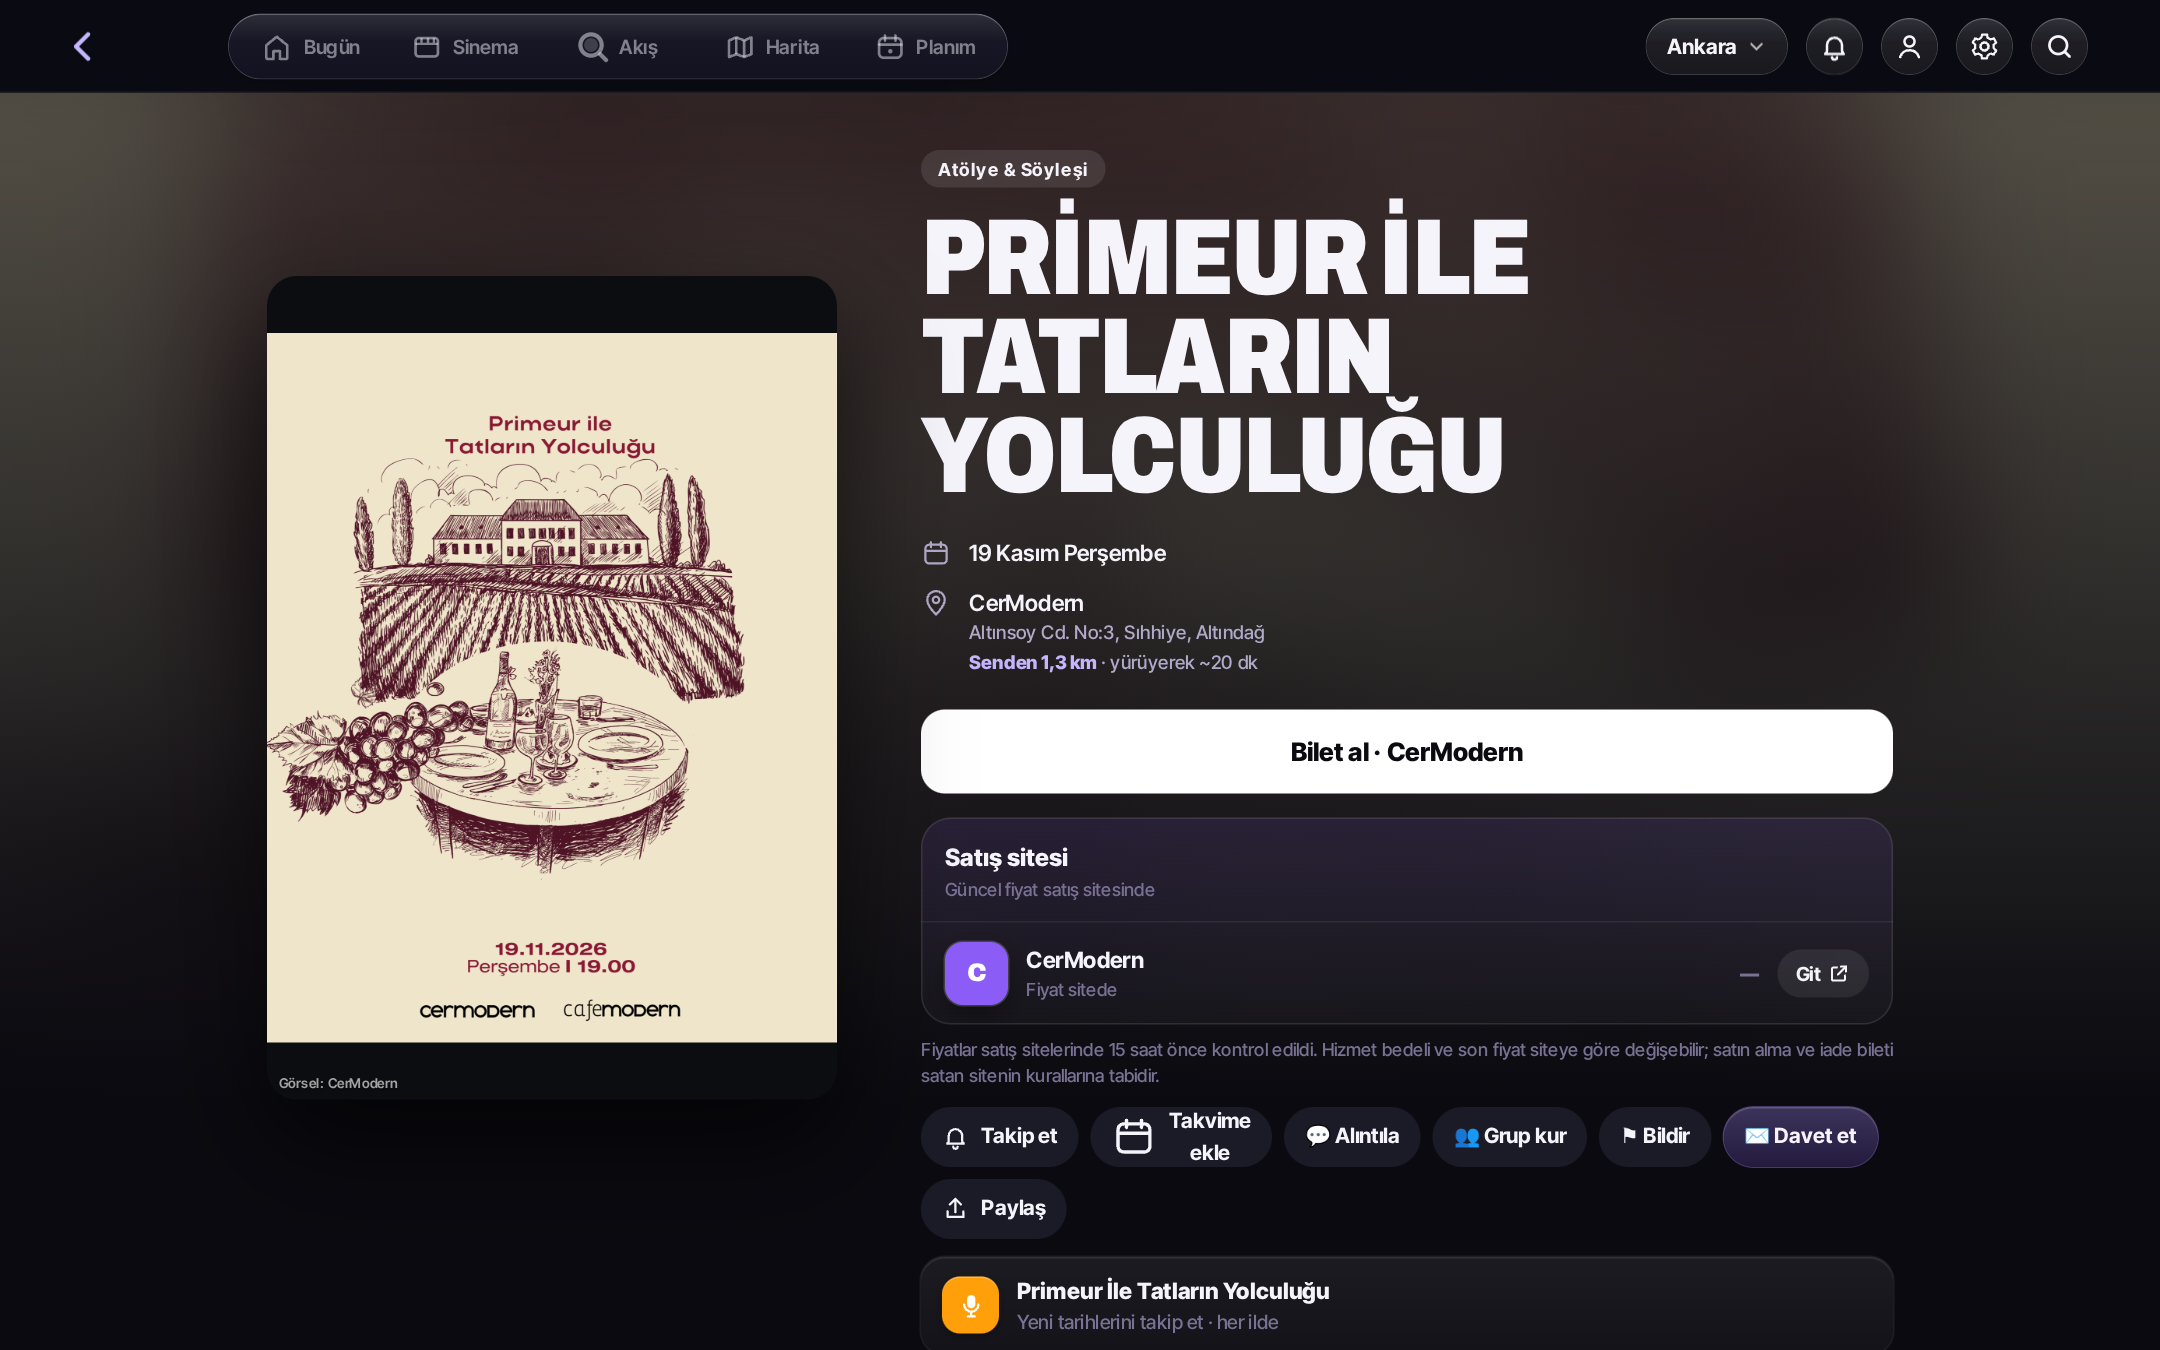 Bugün
Sinema
Akış
Harita
Planım
Ankara
Atölye & Söyleşi
PRİMEUR İLE
TATLARIN
YOLCULUĞU
19 Kasım Perşembe
CerModern
Altınsoy Cd. No:3, Sıhhiye, Altındağ
Senden 1,3 km · yürüyerek ~20 dk
Bilet al · CerModern
Satış sitesi
Güncel fiyat satış sitesinde
C
CerModern
Fiyat sitede
—
Git
Fiyatlar satış sitelerinde 15 saat önce kontrol edildi. Hizmet bedeli ve son fiyat siteye göre değişebilir; satın alma ve iade bileti
satan sitenin kurallarına tabidir.
Takip et
Takvime
ekle
💬 Alıntıla
👥 Grup kur
⚑ Bildir
✉️ Davet et
Paylaş
Primeur İle Tatların Yolculuğu
Yeni tarihlerini takip et · her ilde
Primeur ile
Tatların Yolculuğu
19.11.2026
Perşembe I 19.00
cermodern
cafemodern
Görsel: CerModern